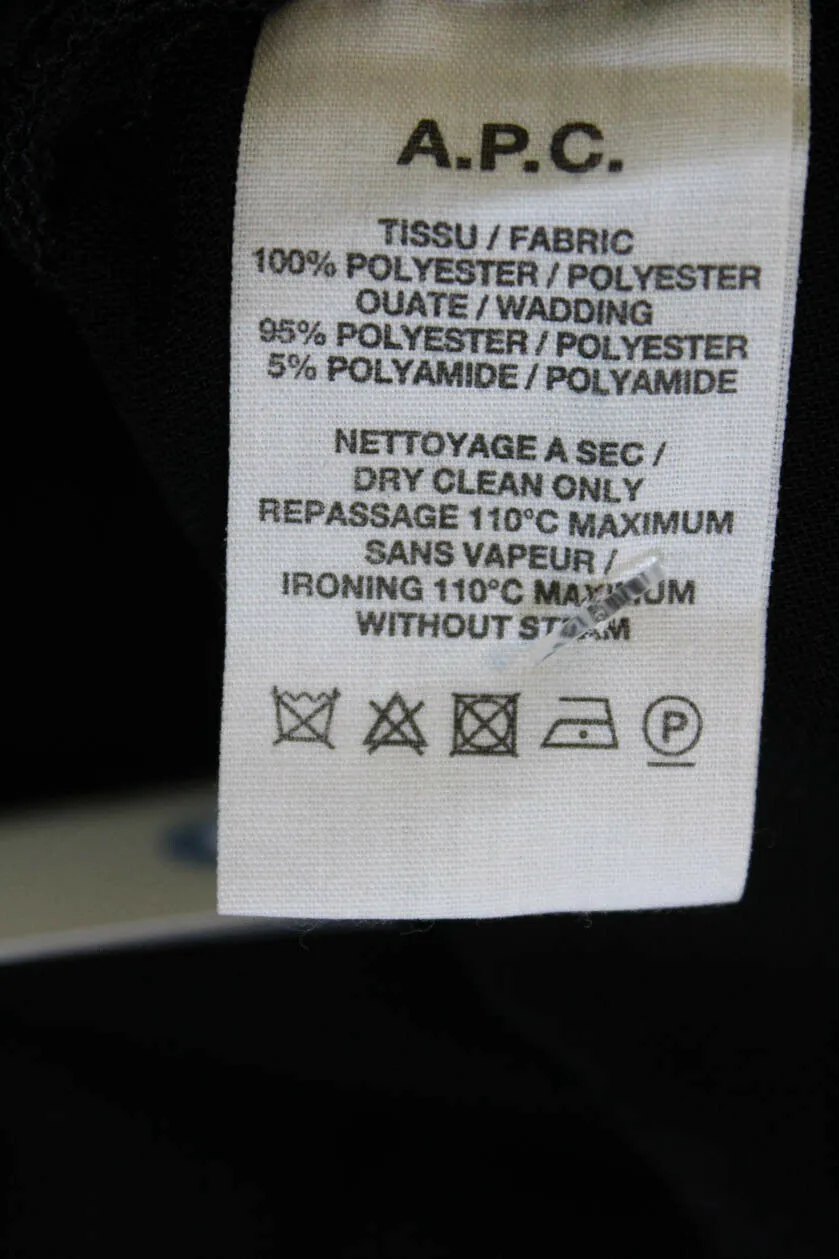 A.P.C.
TISSU / FABRIC
100% POLYESTER / POLYESTER
OUATE / WADDING
95% POLYESTER / POLYESTER
5% POLYAMIDE / POLYAMIDE
NETTOYAGE A SEC /
DRY CLEAN ONLY
REPASSAGE 110°C MAXIMUM
SANS VAPEUR /
IRONING 110°C MAXIMUM
WITHOUT STEAM
P